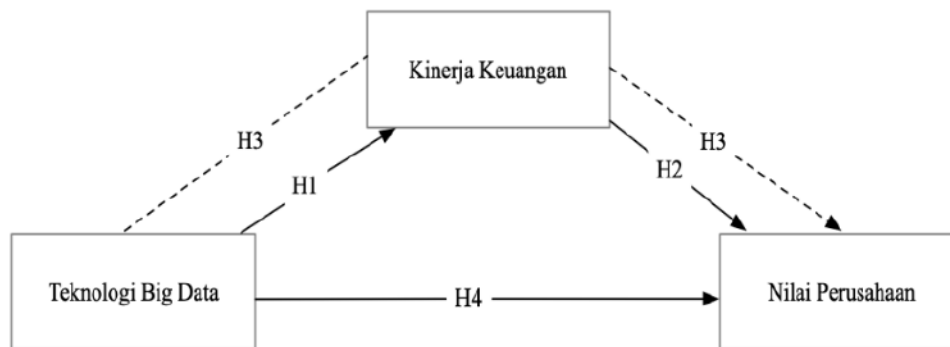 Kinerja Keuangan
H3
H3
H1
H2
Teknologi Big Data
H4
Nilai Perusahaan